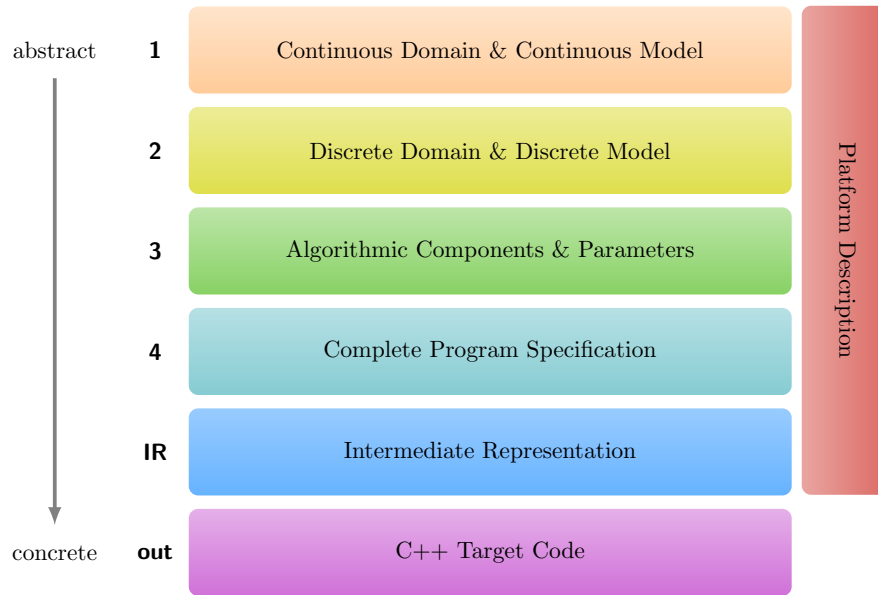 abstract
1
Continuous Domain & Continuous Model
2
Discrete Domain & Discrete Model
3
Algorithmic Components & Parameters
4
Complete Program Specification
IR
Intermediate Representation
concrete
out
C++ Target Code
Platform Description